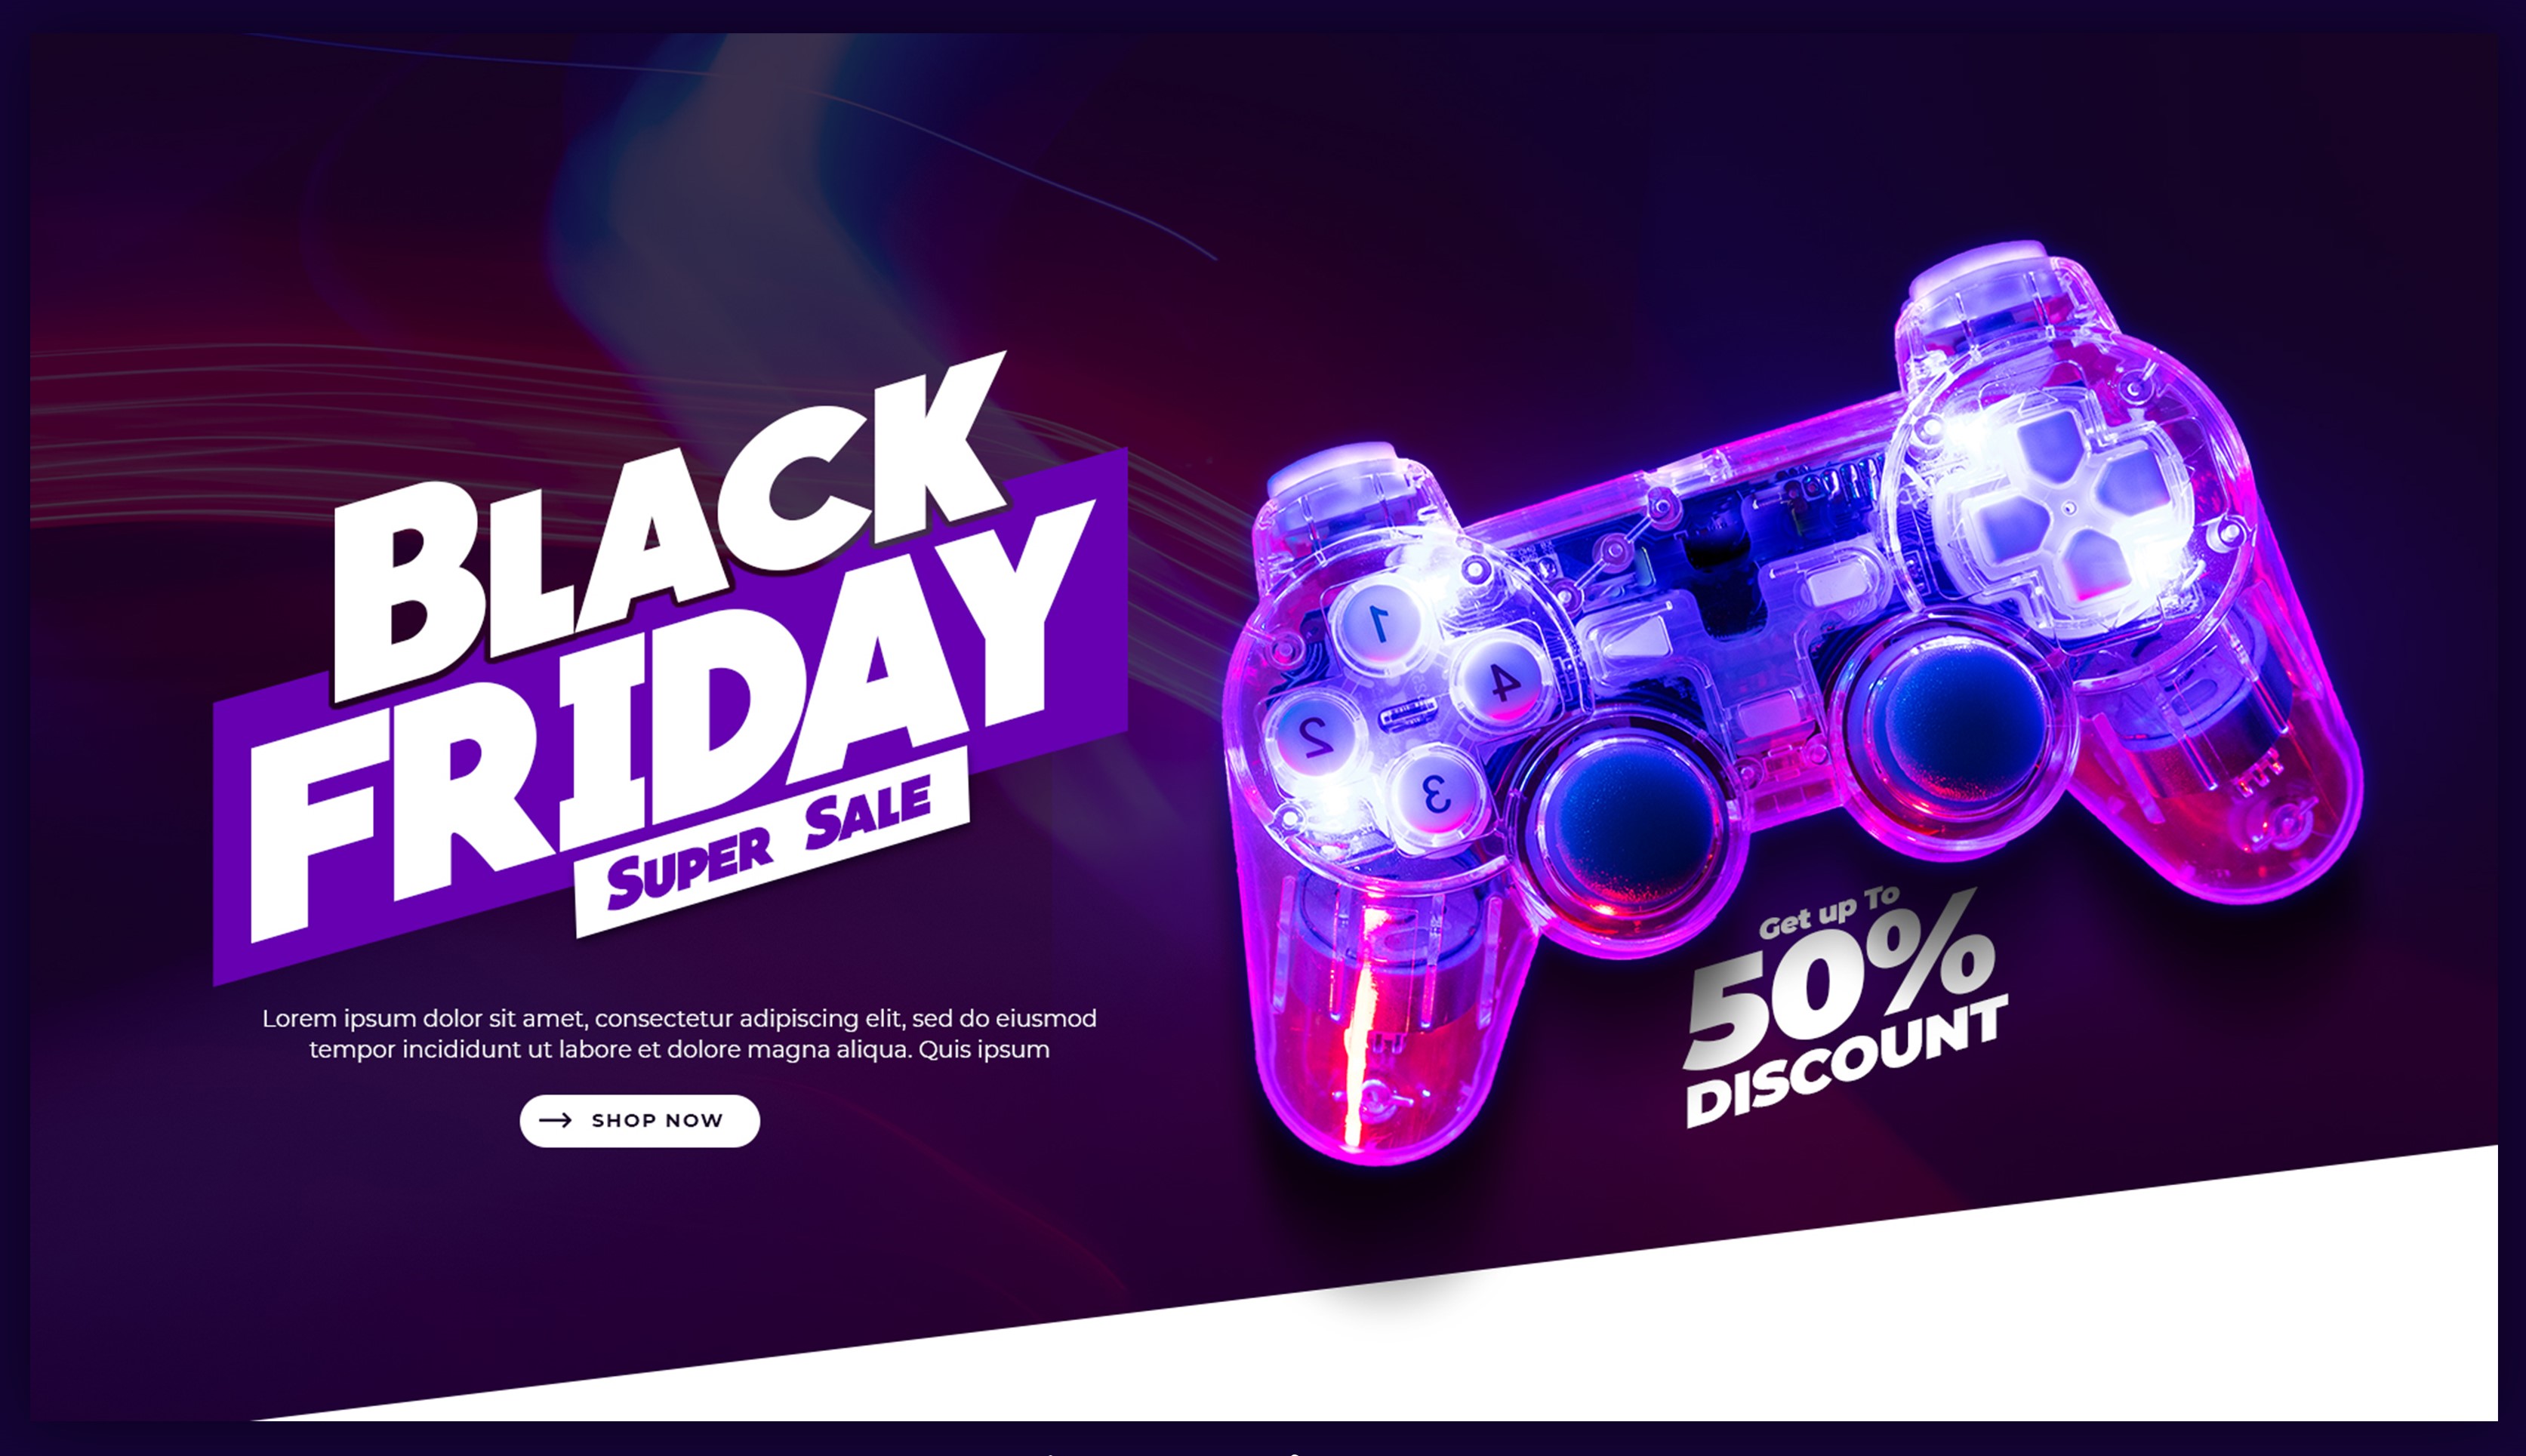 BLACK
FRIDAY
SUPER SALE
Lorem ipsum dolor sit amet, consectetur adipiscing elit, sed do eiusmod
tempor incididunt ut labore et dolore magna aliqua. Quis ipsum
SHOP NOW
1
4
2
3
Get up To
50%
DISCOUNT